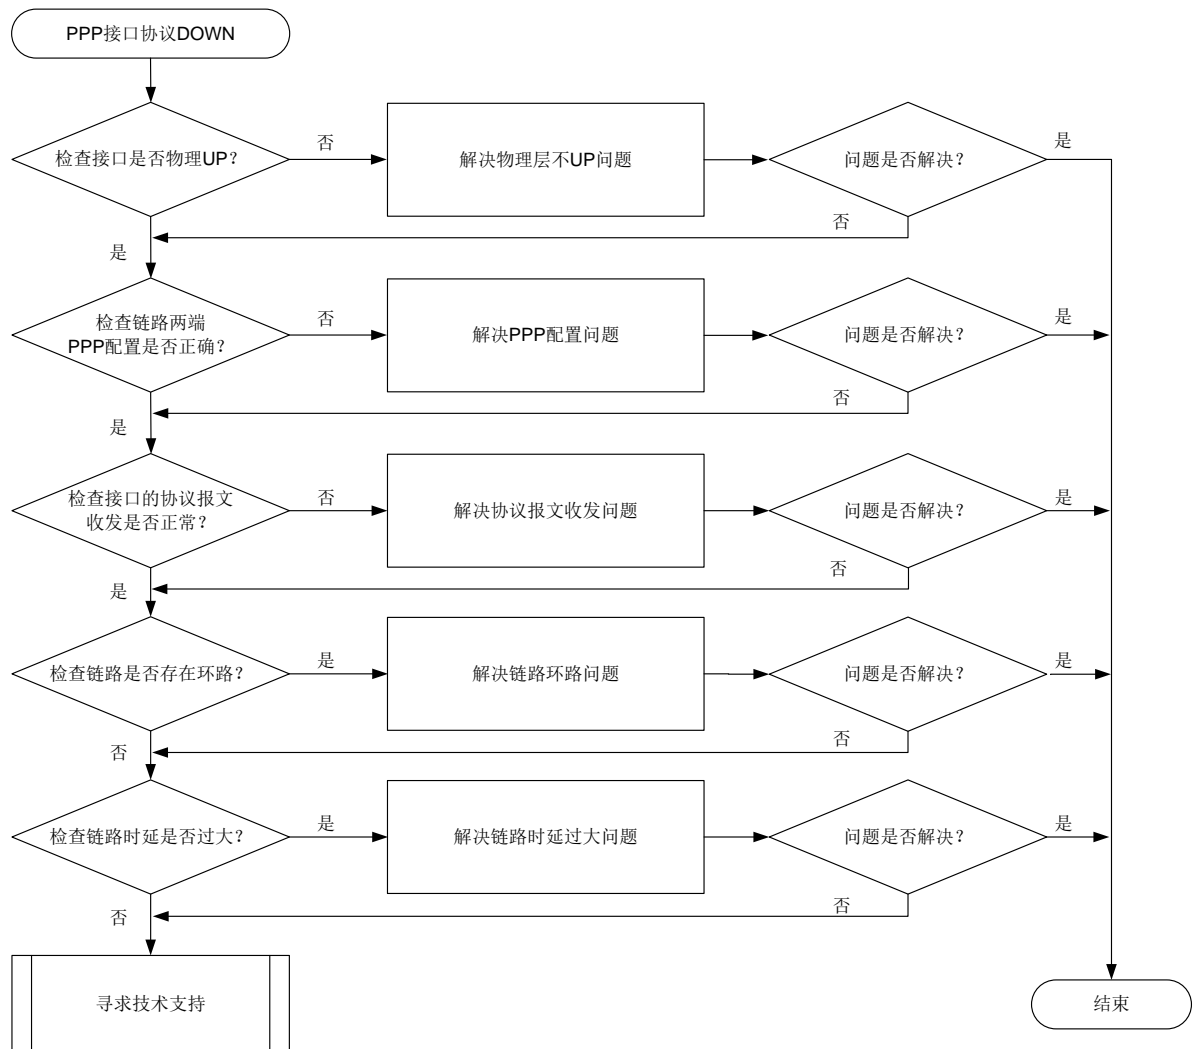 PPP接口协议DOWN
检查接口是否物理UP？
否
解决物理层不UP问题
问题是否解决？
是
否
是
检查链路两端
PPP配置是否正确？
否
解决PPP配置问题
问题是否解决？
是
否
是
检查接口的协议报文
收发是否正常？
否
解决协议报文收发问题
问题是否解决？
是
否
是
检查链路是否存在环路？
是
解决链路环路问题
问题是否解决？
是
否
否
检查链路时延是否过大？
是
解决链路时延过大问题
问题是否解决？
是
否
否
寻求技术支持
结束